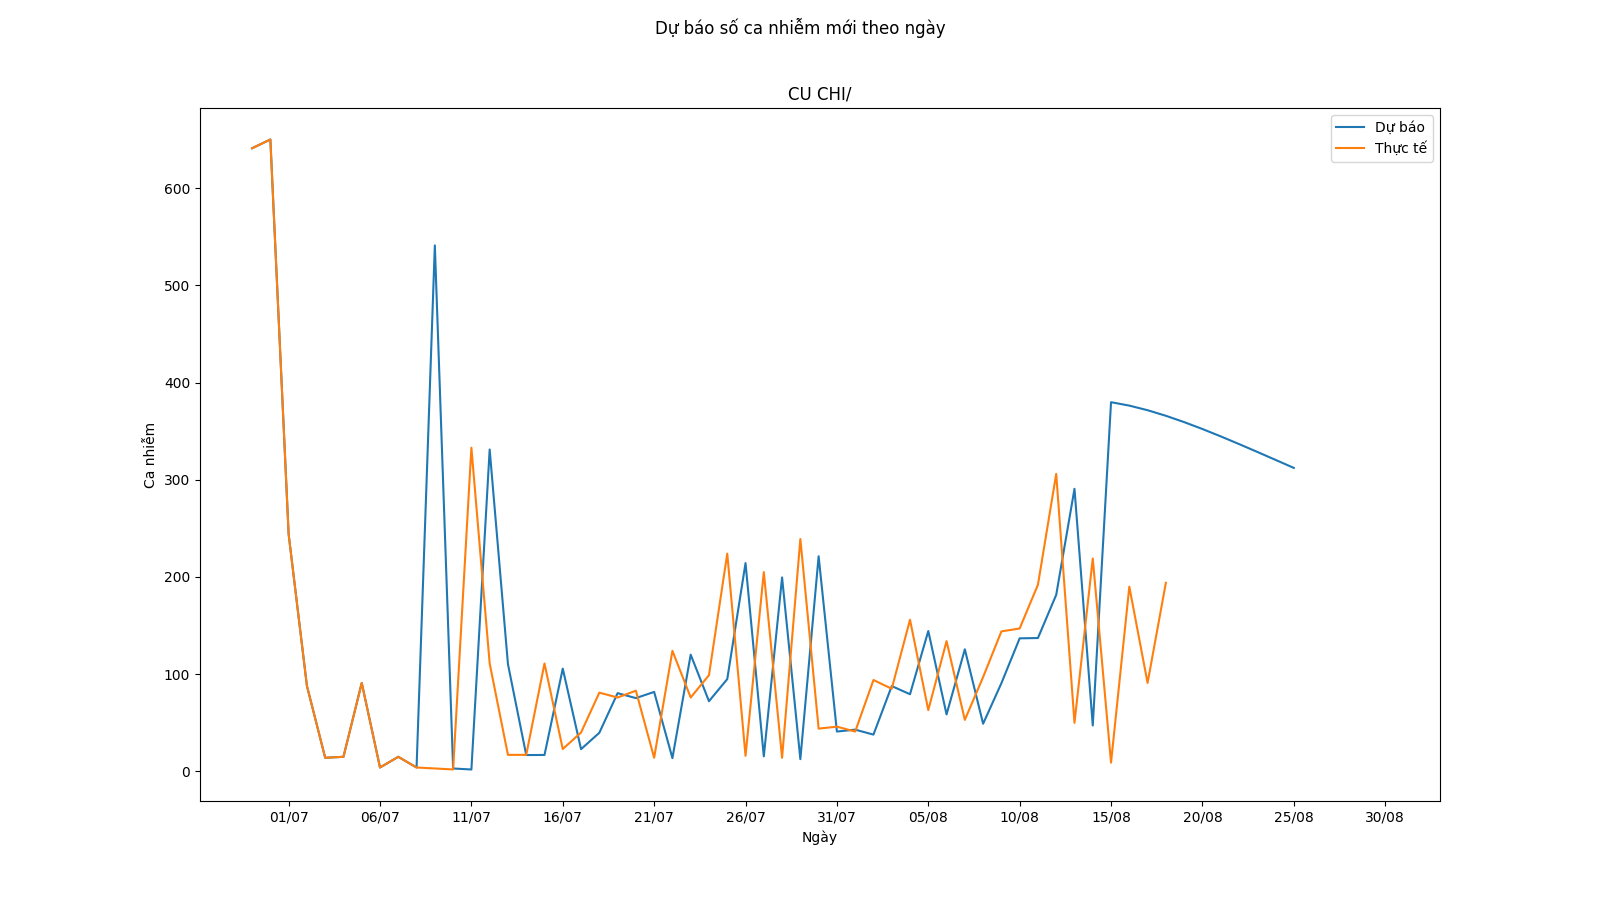 Dự báo số ca nhiễm mới theo ngày
CU CHI/
Dự báo
Thực tế
600
500
400
300
200
100
0
Ca nhiễm
01/07 06/07 11/07 16/07 21/07 26/07 31/07 05/08 10/08 15/08 20/08 25/08 30/08
Ngày